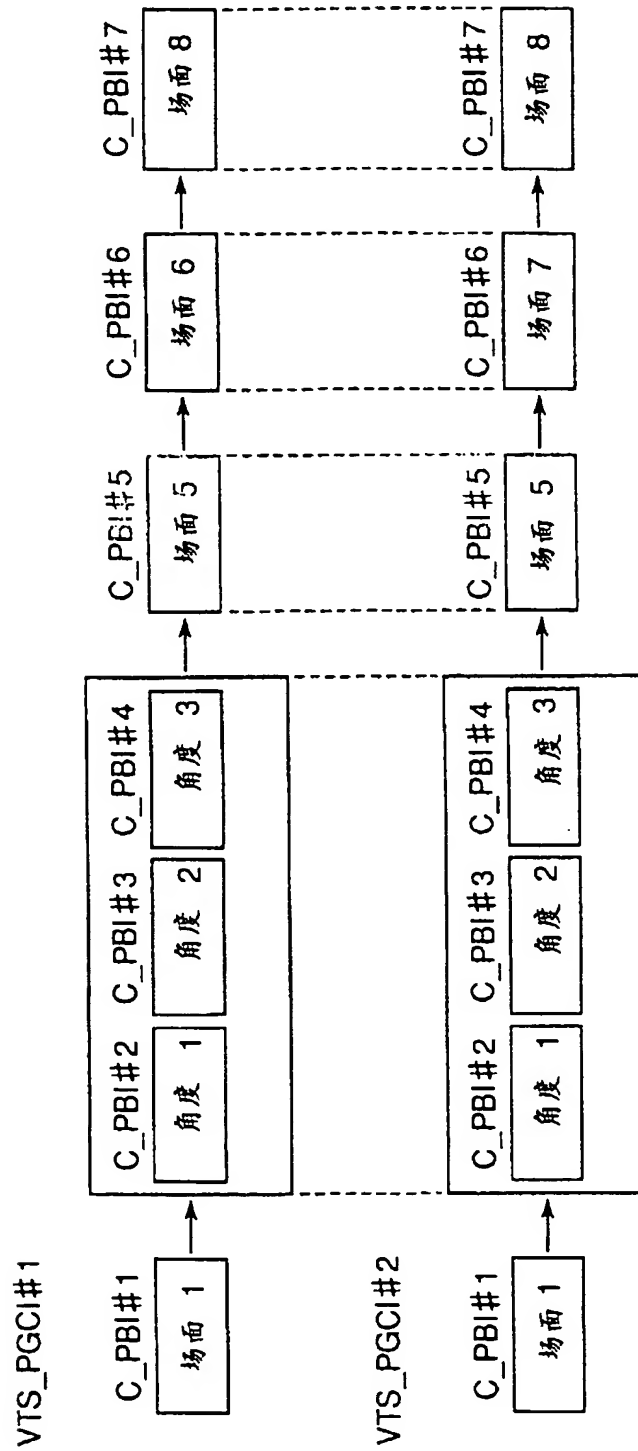 VTS_PGCI#1
C_PBI#1
场面 1
C_PBI#2
角度 1
C_PBI#3
角度 2
C_PBI#4
角度 3
C_PBI#5
场面 5
C_PBI#6
场面 6
C_PBI#7
场面 8
VTS_PGCI#2
C_PBI#1
场面 1
C_PBI#2
角度 1
C_PBI#3
角度 2
C_PBI#4
角度 3
C_PBI#5
场面 5
C_PBI#6
场面 7
C_PBI#7
场面 8